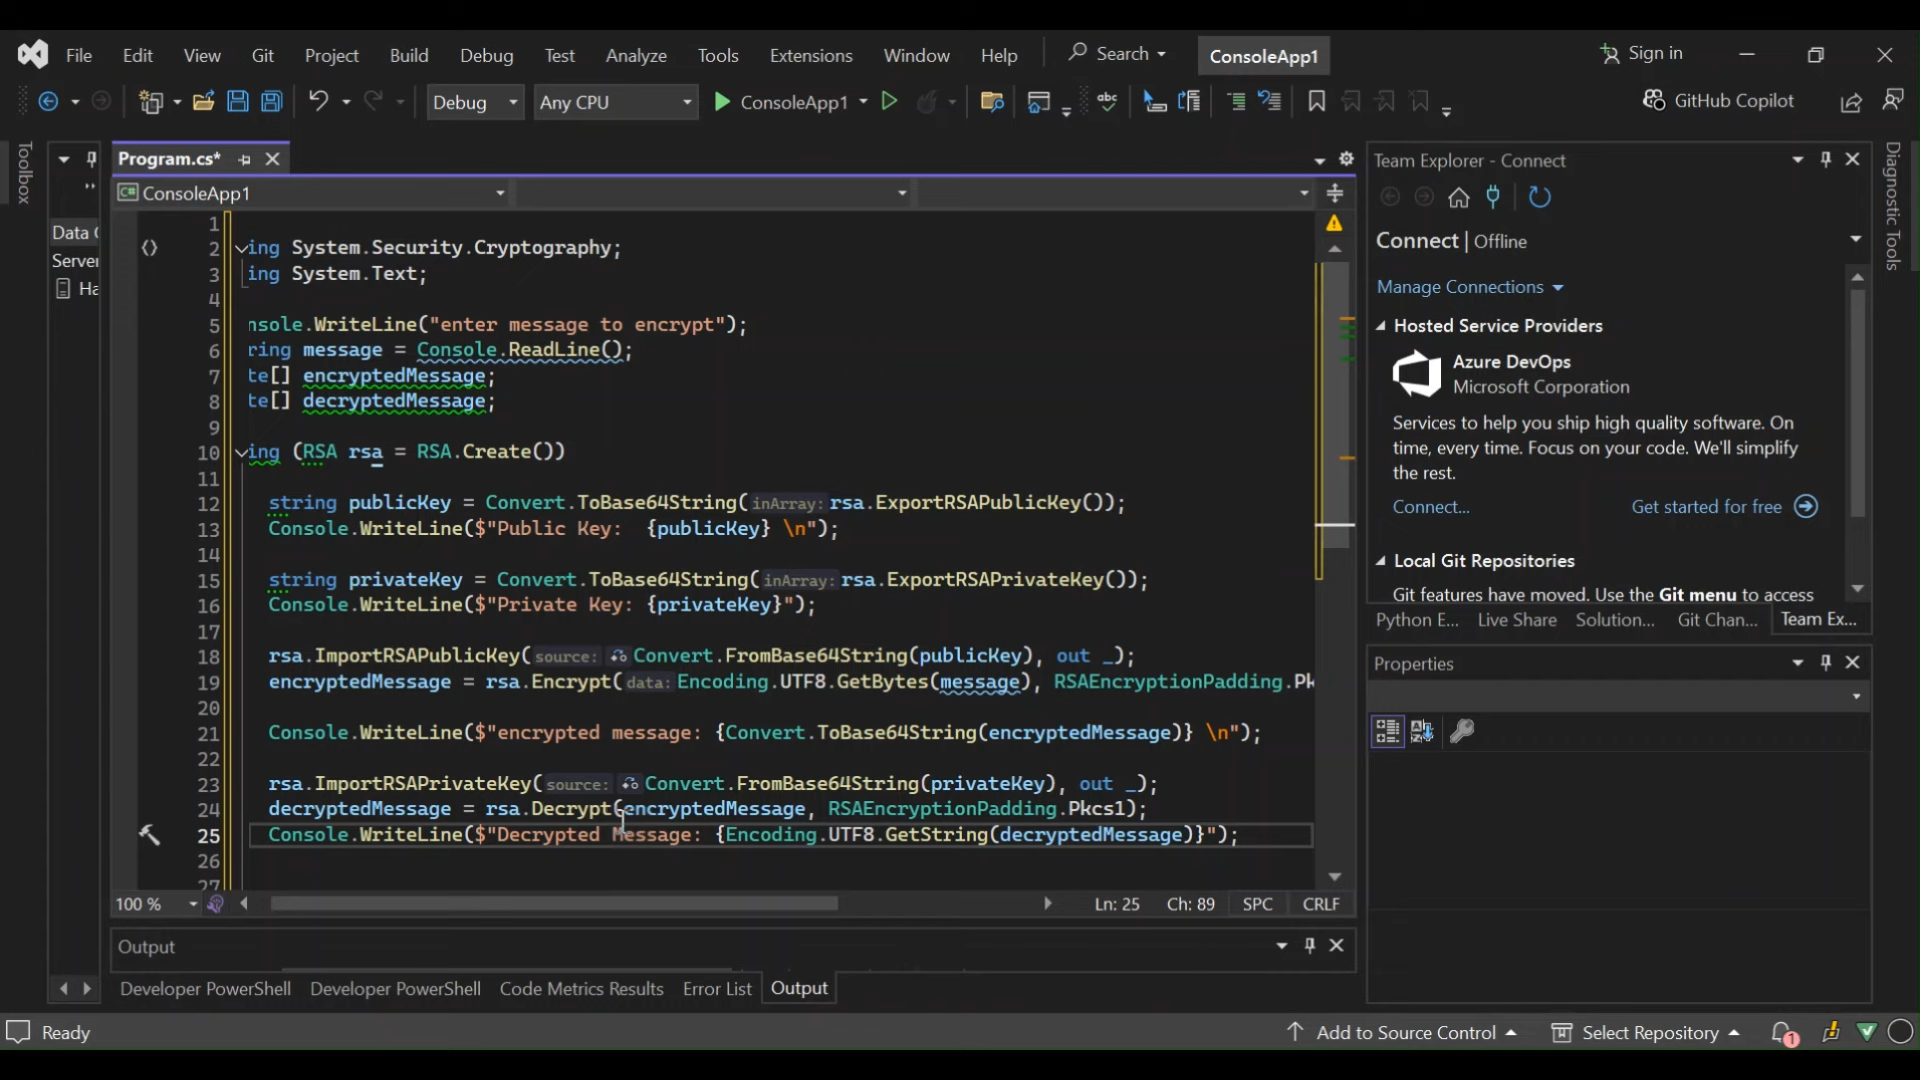 File Edit View Git Project Build Debug Test Analyze Tools Extensions Window Help Search ConsoleApp1 Sign in
Debug Any CPU ConsoleApp1 GitHub Copilot
Toolbox
Data
Server
Ha
Program.cs*
ConsoleApp1
1
2 ing System.Security.Cryptography;
3 ing System.Text;
4
5 nsole.WriteLine("enter message to encrypt");
6 ring message = Console.ReadLine();
7 te[] encryptedMessage;
8 te[] decryptedMessage;
9
10 ing (RSA rsa = RSA.Create())
11
12 string publicKey = Convert.ToBase64String(inArray: rsa.ExportRSAPublicKey());
13 Console.WriteLine($"Public Key:  {publicKey} \n");
14
15 string privateKey = Convert.ToBase64String(inArray: rsa.ExportRSAPrivateKey());
16 Console.WriteLine($"Private Key: {privateKey}");
17
18 rsa.ImportRSAPublicKey(source: Convert.FromBase64String(publicKey), out _);
19 encryptedMessage = rsa.Encrypt(data: Encoding.UTF8.GetBytes(message), RSAEncryptionPadding.Pk
20
21 Console.WriteLine($"encrypted message: {Convert.ToBase64String(encryptedMessage)} \n");
22
23 rsa.ImportRSAPrivateKey(source: Convert.FromBase64String(privateKey), out _);
24 decryptedMessage = rsa.Decrypt(encryptedMessage, RSAEncryptionPadding.Pkcs1);
25 Console.WriteLine($"Decrypted Message: {Encoding.UTF8.GetString(decryptedMessage)}");
26
27
100 % Ln: 25 Ch: 89 SPC CRLF
Output
Developer PowerShell Developer PowerShell Code Metrics Results Error List Output
Team Explorer - Connect
Connect | Offline
Manage Connections
Hosted Service Providers
Azure DevOps
Microsoft Corporation
Services to help you ship high quality software. On
time, every time. Focus on your code. We'll simplify
the rest.
Connect... Get started for free
Local Git Repositories
Git features have moved. Use the Git menu to access
Python E... Live Share Solution... Git Chan... Team Ex...
Properties
Diagnostic Tools
Ready Add to Source Control Select Repository 1